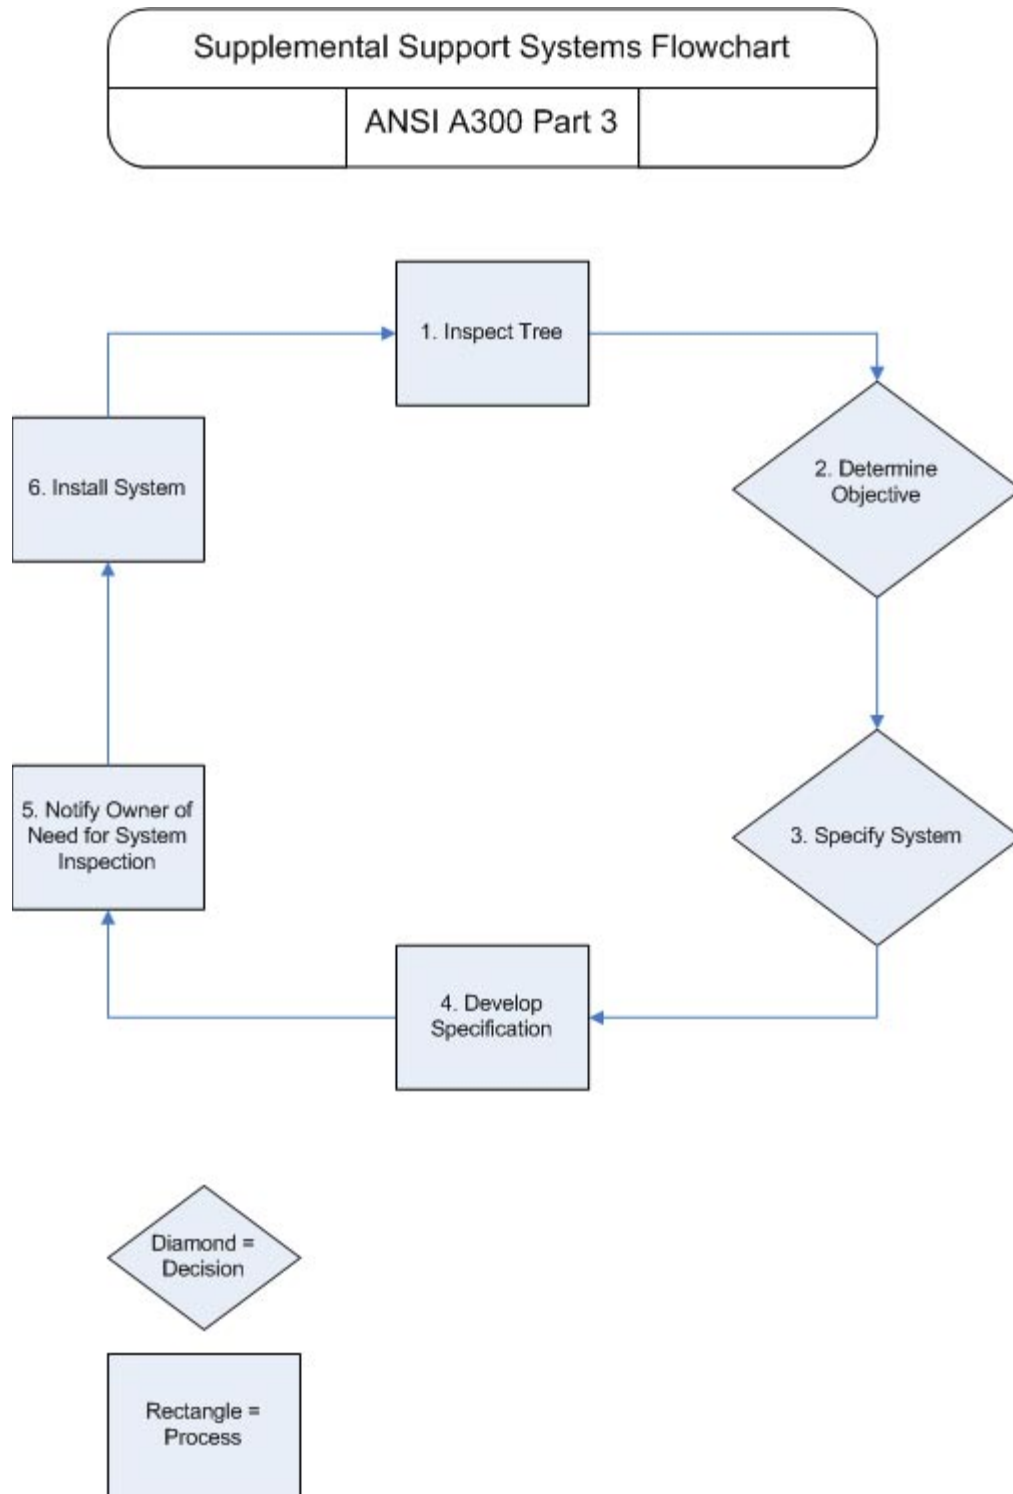 Supplemental Support Systems Flowchart
ANSI A300 Part 3
1. Inspect Tree
2. Determine
Objective
3. Specify System
4. Develop
Specification
5. Notify Owner of
Need for System
Inspection
6. Install System
Diamond =
Decision
Rectangle =
Process